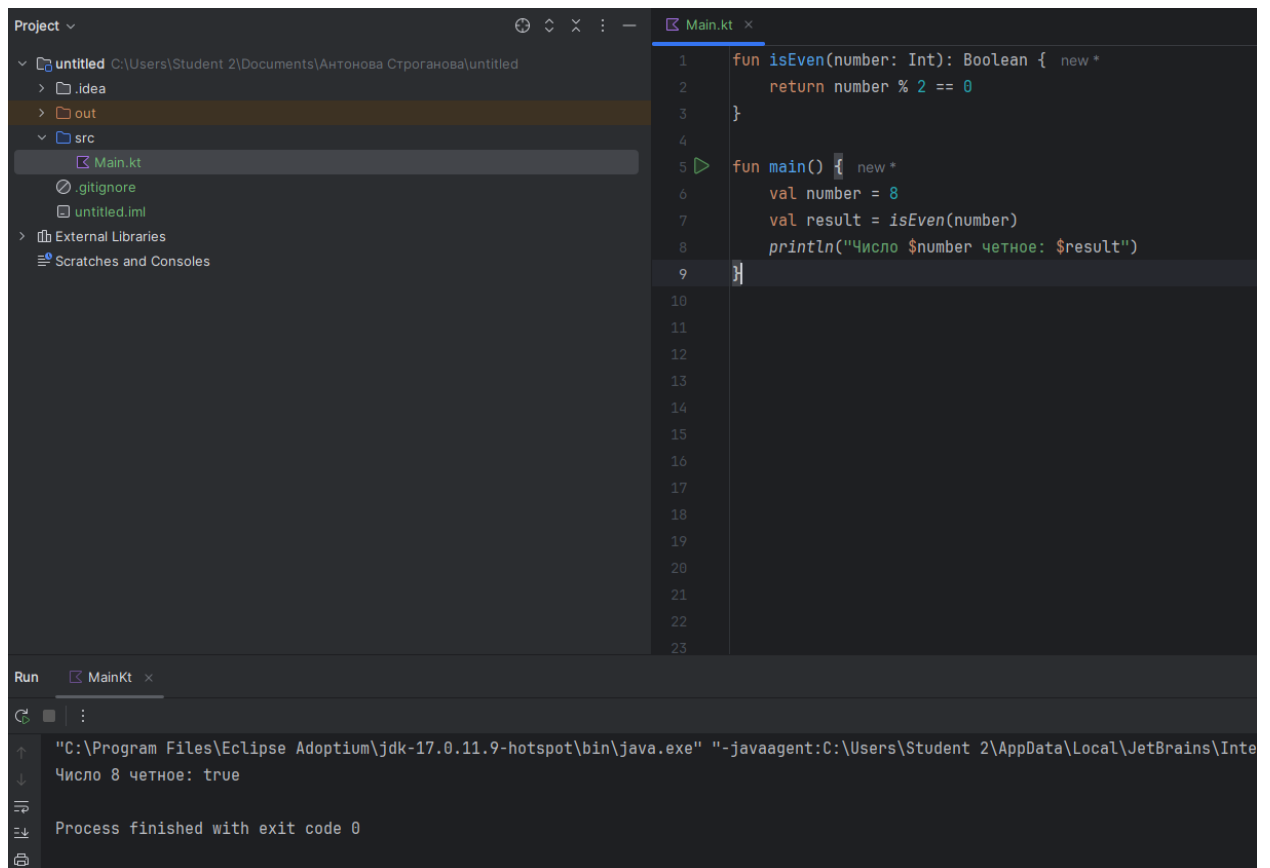 Project
untitled C:\Users\Student 2\Documents\Антонова Строганова\untitled
.idea
out
src
Main.kt
.gitignore
untitled.iml
External Libraries
Scratches and Consoles
Main.kt
1 fun isEven(number: Int): Boolean { new *
2 return number % 2 == 0
3 }
4
5 fun main() { new *
6 val number = 8
7 val result = isEven(number)
8 println("Число $number четное: $result")
9 }
10
11
12
13
14
15
16
17
18
19
20
21
22
23
Run MainKt
"C:\Program Files\Eclipse Adoptium\jdk-17.0.11.9-hotspot\bin\java.exe" "-javaagent:C:\Users\Student 2\AppData\Local\JetBrains\Inte
Число 8 четное: true
Process finished with exit code 0